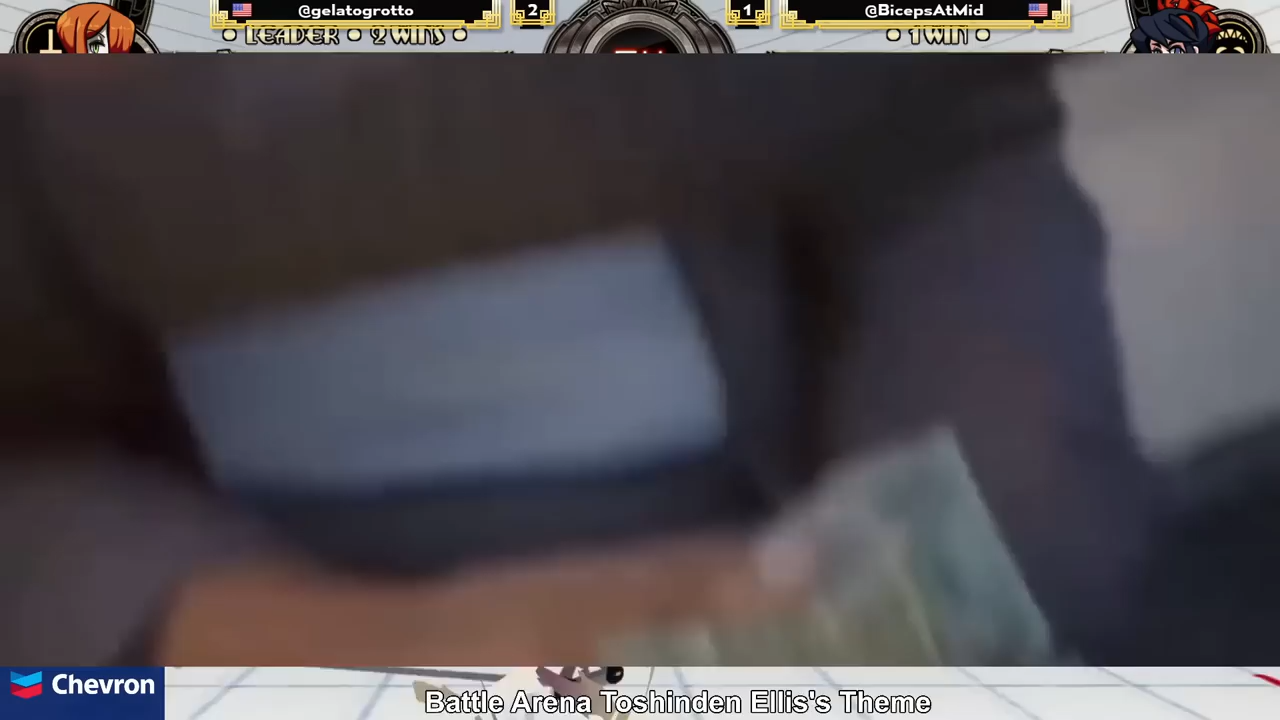 @gelatogrotto
2
1
@BicepsAtMid
• LEADER • 2 WINS •
• 1 WIN •
Chevron
Battle Arena Toshinden Ellis's Theme